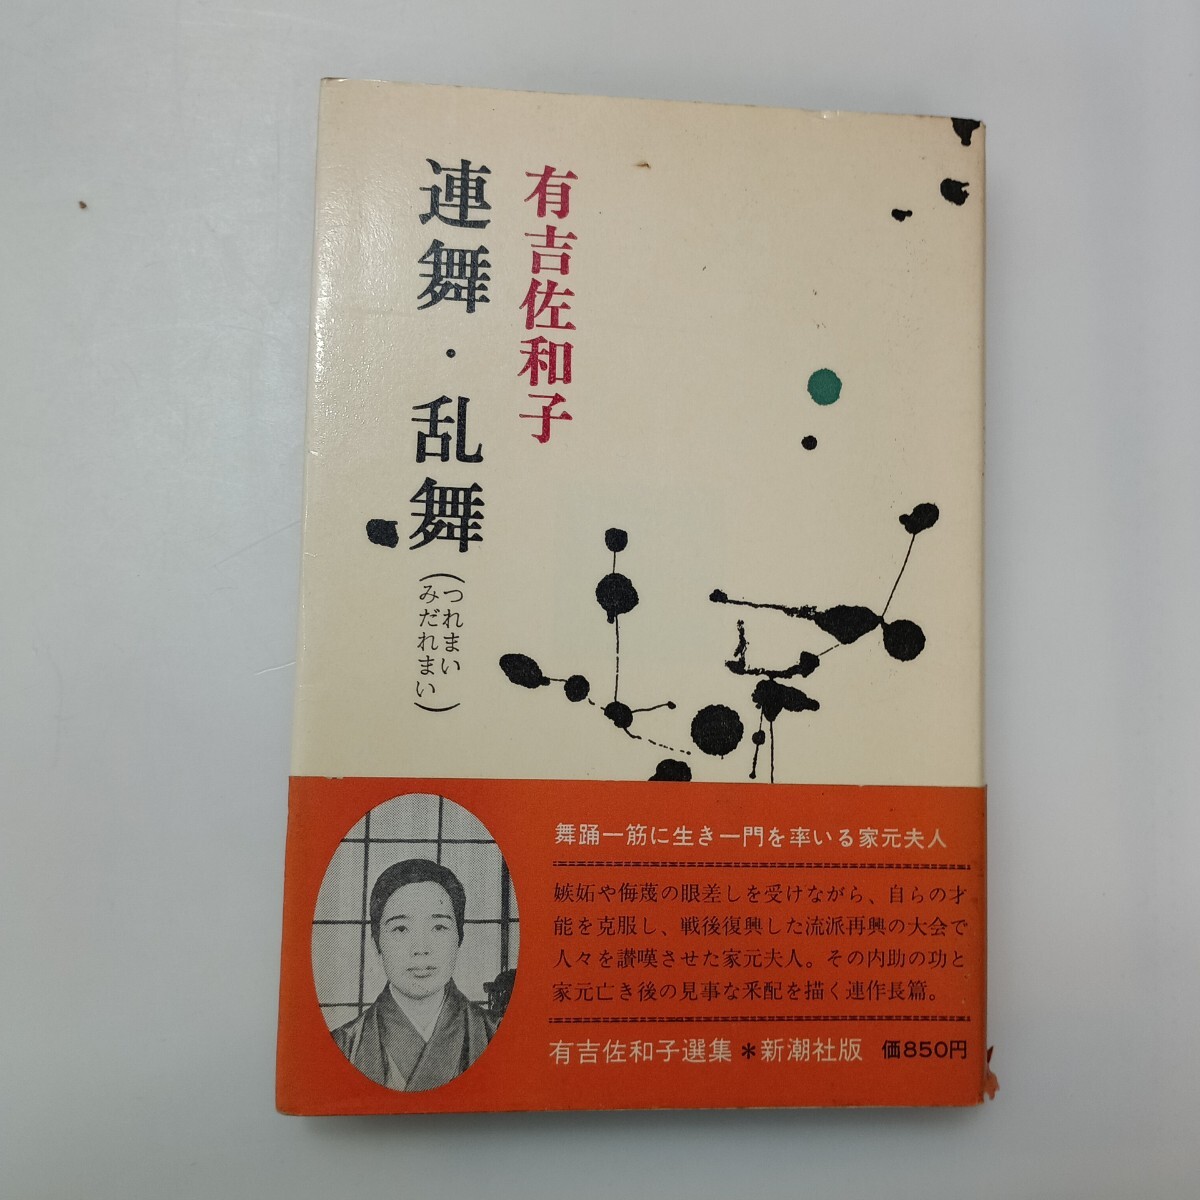 有吉佐和子
連舞・乱舞
(つれまい
みだれまい)
舞踊一筋に生き一門を率いる家元夫人
嫉妬や侮蔑の眼差しを受けながら、自らの才
能を克服し、戦後復興した流派再興の大会で
人々を讃嘆させた家元夫人。その内助の功と
家元亡き後の見事な釆配を描く連作長篇。
有吉佐和子選集*新潮社版 価850円